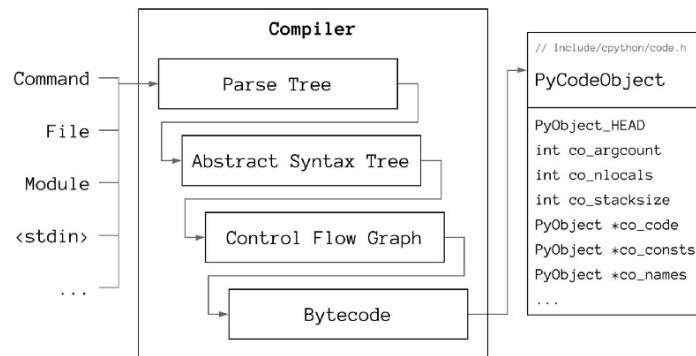 Compiler
Command
File
Module
<stdin>
...
Parse Tree
Abstract Syntax Tree
Control Flow Graph
Bytecode
// Include/cpython/code.h
PyCodeObject
PyObject_HEAD
int co_argcount
int co_nlocals
int co_stacksize
PyObject *co_code
PyObject *co_consts
PyObject *co_names
...